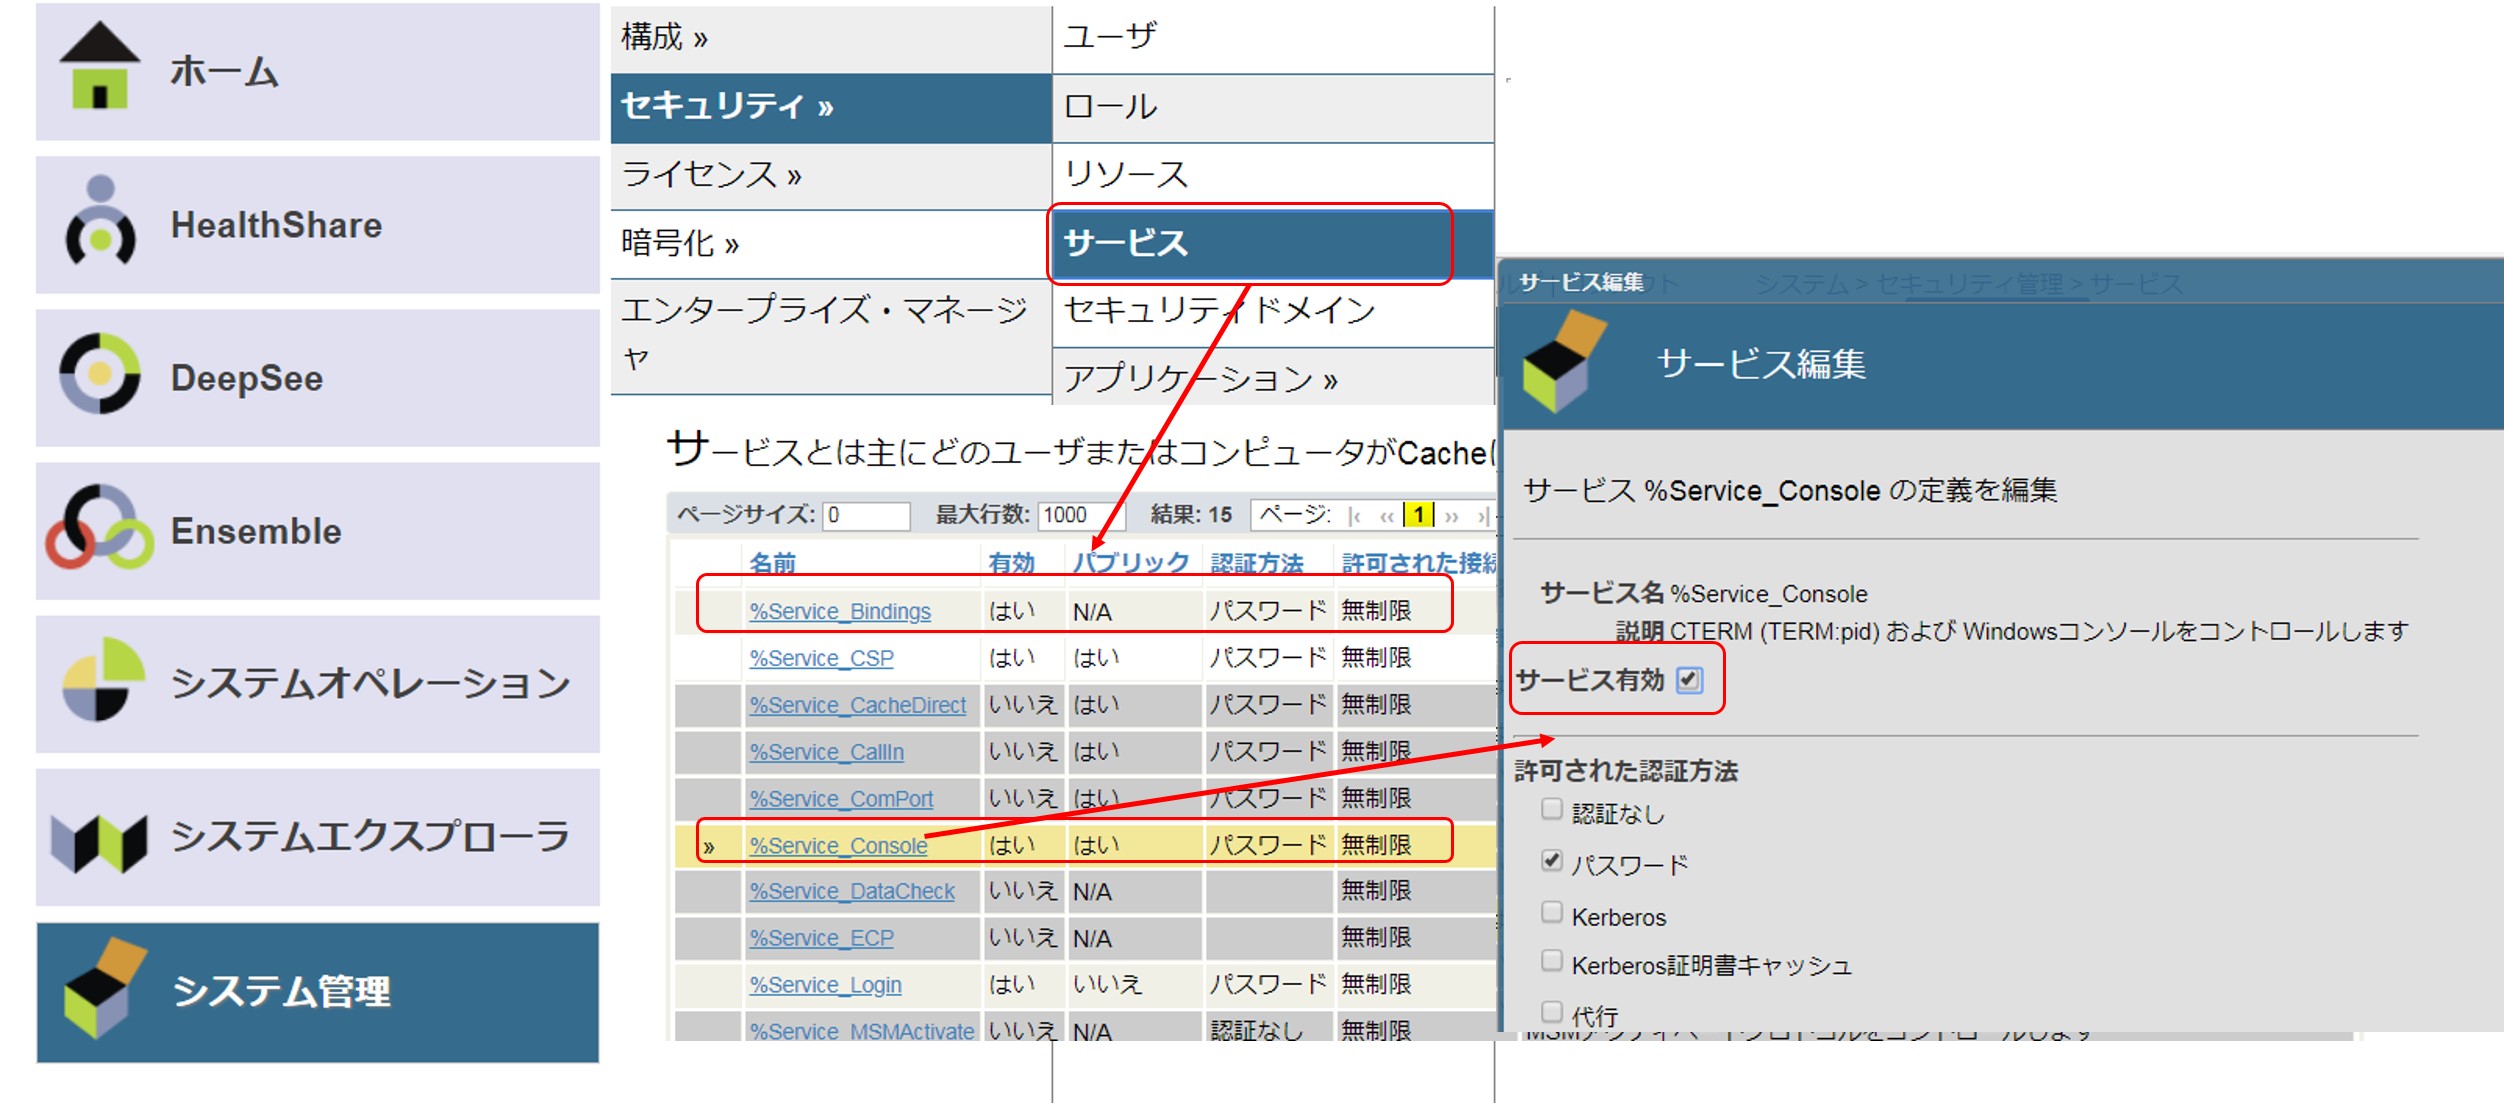 ホーム
HealthShare
DeepSee
Ensemble
システムオペレーション
システムエクスプローラ
システム管理
構成 »
セキュリティ »
ライセンス »
暗号化 »
エンタープライズ・マネージ
ャ
ユーザ
ロール
リソース
サービス
セキュリティドメイン
アプリケーション »
サービスとは主にどのユーザまたはコンピュータがCacheに
ページサイズ: 0 最大行数: 1000 結果: 15 ページ: |‹ ‹‹ 1 ›› ›|
名前 有効 パブリック 認証方法 許可された接続
%Service_Bindings はい N/A パスワード 無制限
%Service_CSP はい はい パスワード 無制限
%Service_CacheDirect いいえ はい パスワード 無制限
%Service_CallIn いいえ はい パスワード 無制限
%Service_ComPort いいえ はい パスワード 無制限
» %Service_Console はい はい パスワード 無制限
%Service_DataCheck いいえ N/A 無制限
%Service_ECP いいえ N/A 無制限
%Service_Login はい いいえ パスワード 無制限
%Service_MSMActivate いいえ N/A 認証なし 無制限
サービス編集
システム > セキュリティ管理 > サービス
サービス編集
サービス %Service_Console の定義を編集
サービス名 %Service_Console
説明 CTERM (TERM:pid) および Windowsコンソールをコントロールします
サービス有効
許可された認証方法
認証なし
パスワード
Kerberos
Kerberos証明書キャッシュ
代行